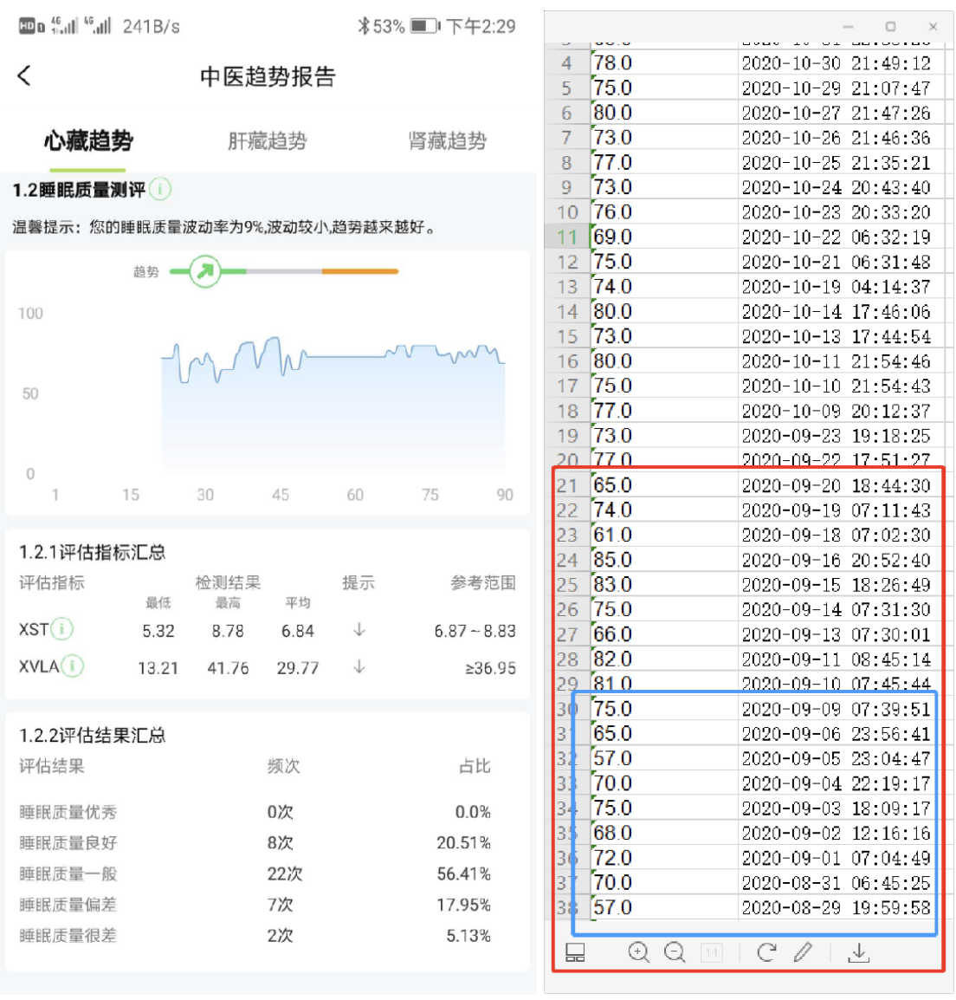 HD 4G 4G 241B/s 53% 下午2:29
中医趋势报告
心藏趋势 肝藏趋势 肾藏趋势
1.2睡眠质量测评
温馨提示：您的睡眠质量波动率为9%,波动较小,趋势越来越好。
趋势
100
50
0
1 15 30 45 60 75 90
1.2.1评估指标汇总
评估指标 检测结果 提示 参考范围
最低 最高 平均
XST 5.32 8.78 6.84 ↓ 6.87~8.83
XVLA 13.21 41.76 29.77 ↓ ≥36.95
1.2.2评估结果汇总
评估结果 频次 占比
睡眠质量优秀 0次 0.0%
睡眠质量良好 8次 20.51%
睡眠质量一般 22次 56.41%
睡眠质量偏差 7次 17.95%
睡眠质量很差 2次 5.13%
4 78.0 2020-10-30 21:49:12
5 75.0 2020-10-29 21:07:47
6 80.0 2020-10-27 21:47:26
7 73.0 2020-10-26 21:46:36
8 77.0 2020-10-25 21:35:21
9 73.0 2020-10-24 20:43:40
10 76.0 2020-10-23 20:33:20
11 69.0 2020-10-22 06:32:19
12 75.0 2020-10-21 06:31:48
13 74.0 2020-10-19 04:14:37
14 80.0 2020-10-14 17:46:06
15 73.0 2020-10-13 17:44:54
16 80.0 2020-10-11 21:54:46
17 75.0 2020-10-10 21:54:43
18 77.0 2020-10-09 20:12:37
19 73.0 2020-09-23 19:18:25
20 77.0 2020-09-22 17:51:27
21 65.0 2020-09-20 18:44:30
22 74.0 2020-09-19 07:11:43
23 61.0 2020-09-18 07:02:30
24 85.0 2020-09-16 20:52:40
25 83.0 2020-09-15 18:26:49
26 75.0 2020-09-14 07:31:30
27 66.0 2020-09-13 07:30:01
28 82.0 2020-09-11 08:45:14
29 81.0 2020-09-10 07:45:44
30 75.0 2020-09-09 07:39:51
31 65.0 2020-09-06 23:56:41
32 57.0 2020-09-05 23:04:47
33 70.0 2020-09-04 22:19:17
34 75.0 2020-09-03 18:09:17
35 68.0 2020-09-02 12:16:16
36 72.0 2020-09-01 07:04:49
37 70.0 2020-08-31 06:45:25
38 57.0 2020-08-29 19:59:58
1:1